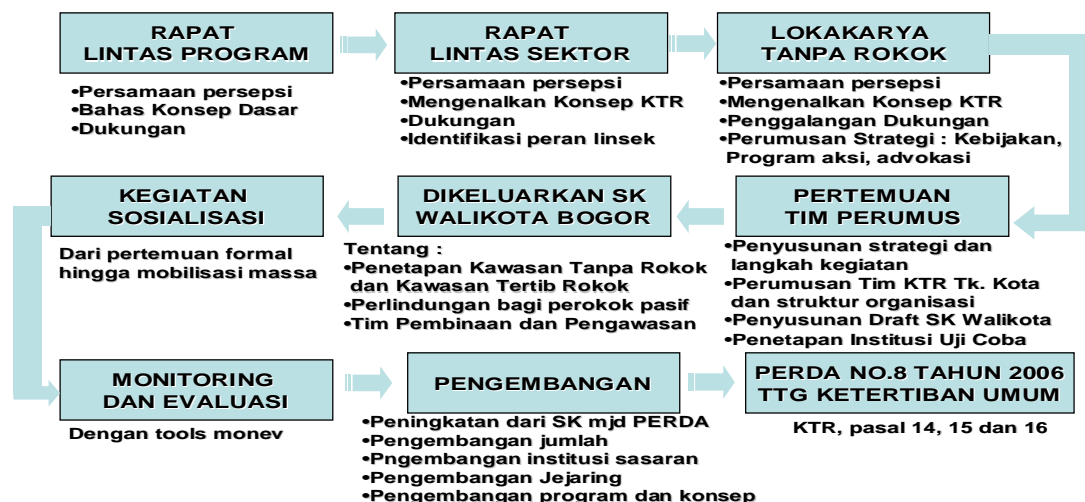 RAPAT
LINTAS PROGRAM
•Persamaan persepsi
•Bahas Konsep Dasar
•Dukungan
RAPAT
LINTAS SEKTOR
•Persamaan persepsi
•Mengenalkan Konsep KTR
•Dukungan
•Identifikasi peran linsek
LOKAKARYA
TANPA ROKOK
•Persamaan persepsi
•Mengenalkan Konsep KTR
•Penggalangan Dukungan
•Perumusan Strategi : Kebijakan,
Program aksi, advokasi
PERTEMUAN
TIM PERUMUS
•Penyusunan strategi dan
langkah kegiatan
•Perumusan Tim KTR Tk. Kota
dan struktur organisasi
•Penyusunan Draft SK Walikota
•Penetapan Institusi Uji Coba
DIKELUARKAN SK
WALIKOTA BOGOR
Tentang :
•Penetapan Kawasan Tanpa Rokok
dan Kawasan Tertib Rokok
•Perlindungan bagi perokok pasif
•Tim Pembinaan dan Pengawasan
KEGIATAN
SOSIALISASI
Dari pertemuan formal
hingga mobilisasi massa
MONITORING
DAN EVALUASI
Dengan tools monev
PENGEMBANGAN
•Peningkatan dari SK mjd PERDA
•Pengembangan jumlah
•Pngembangan institusi sasaran
•Pengembangan Jejaring
•Pengembangan program dan konsep
PERDA NO.8 TAHUN 2006
TTG KETERTIBAN UMUM
KTR, pasal 14, 15 dan 16